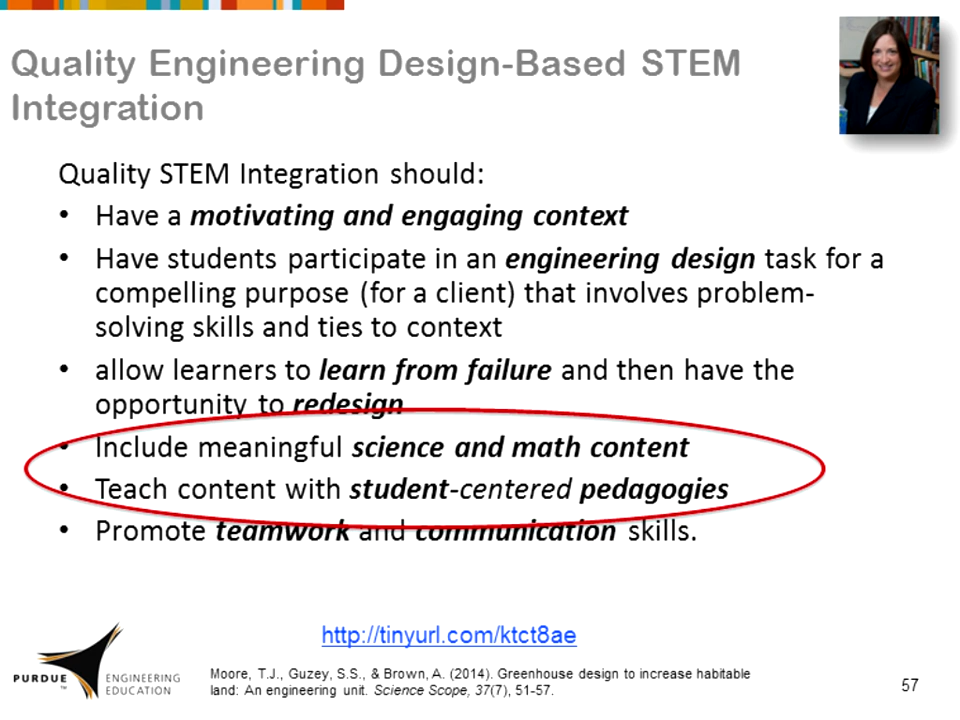 Quality Engineering Design-Based STEM
Integration
Quality STEM Integration should:
• Have a motivating and engaging context
• Have students participate in an engineering design task for a
compelling purpose (for a client) that involves problem-
solving skills and ties to context
• allow learners to learn from failure and then have the
opportunity to redesign
• Include meaningful science and math content
• Teach content with student-centered pedagogies
• Promote teamwork and communication skills.
http://tinyurl.com/ktct8ae
PURDUE™
ENGINEERING
EDUCATION
Moore, T.J., Guzey, S.S., & Brown, A. (2014). Greenhouse design to increase habitable
land: An engineering unit. Science Scope, 37(7), 51-57.
57